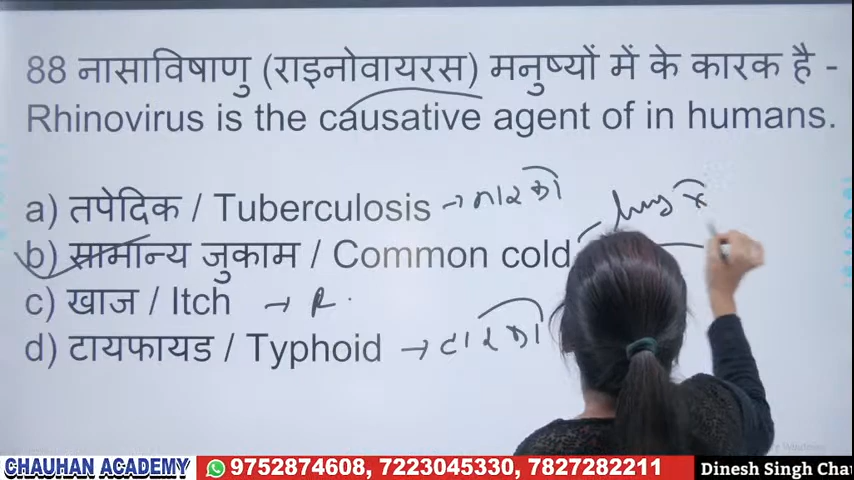 88 नासाविषाणु (राइनोवायरस) मनुष्यों में के कारक है -
Rhinovirus is the causative agent of in humans.
a) तपेदिक / Tuberculosis →
b) सामान्य जुकाम / Common cold
c) खाज / Itch → R.
d) टायफायड / Typhoid →
CHAUHAN ACADEMY 9752874608, 7223045330, 7827282211 Dinesh Singh Chau